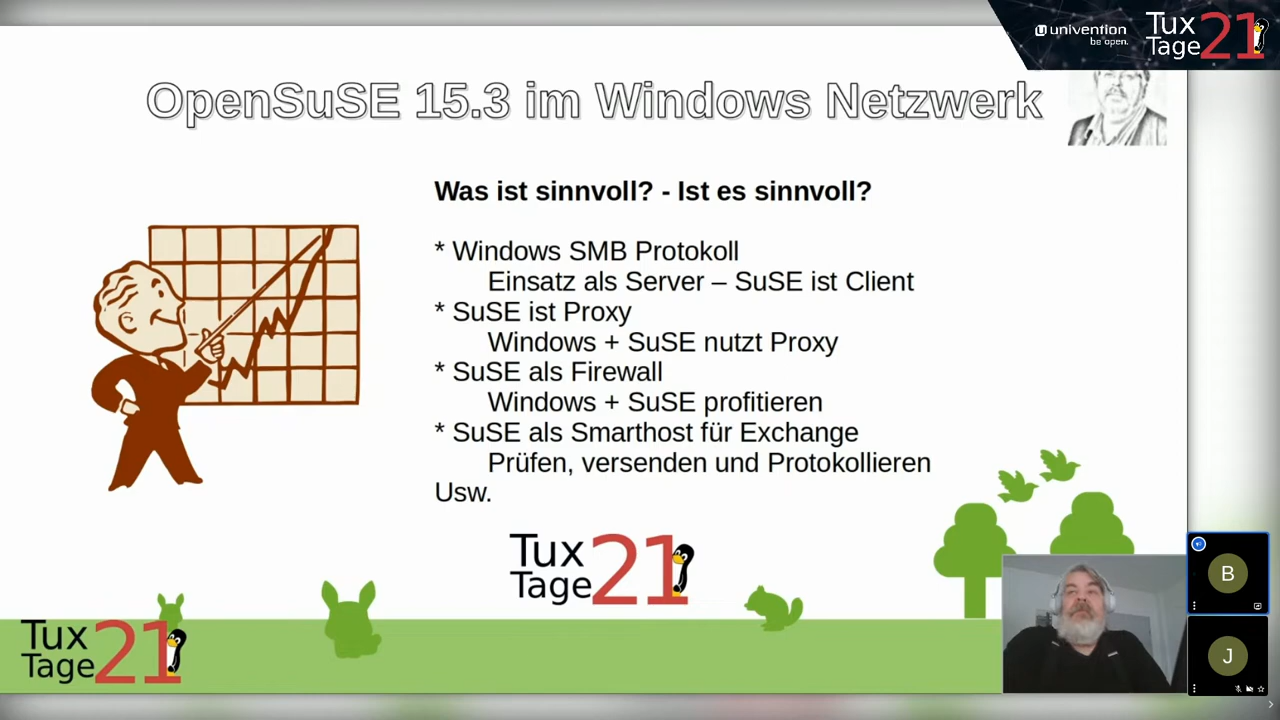 univention
be open.
Tux
Tage 21
OpenSuSE 15.3 im Windows Netzwerk
Was ist sinnvoll? - Ist es sinnvoll?
* Windows SMB Protokoll
Einsatz als Server – SuSE ist Client
* SuSE ist Proxy
Windows + SuSE nutzt Proxy
* SuSE als Firewall
Windows + SuSE profitieren
* SuSE als Smarthost für Exchange
Prüfen, versenden und Protokollieren
Usw.
Tux
Tage 21
Tux
Tage 21
B
J